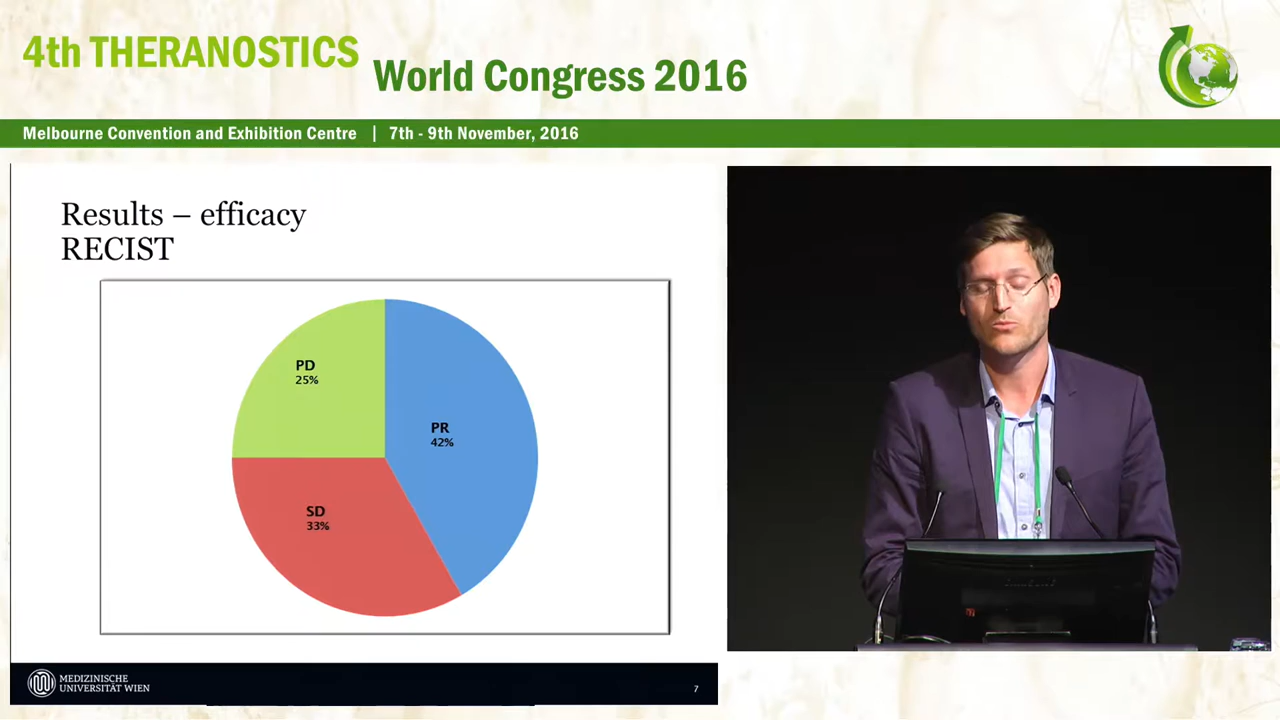 4th THERANOSTICS
World Congress 2016
Melbourne Convention and Exhibition Centre | 7th - 9th November, 2016
Results – efficacy
RECIST
PD
25%
PR
42%
SD
33%
MEDIZINISCHE
UNIVERSITÄT WIEN
7